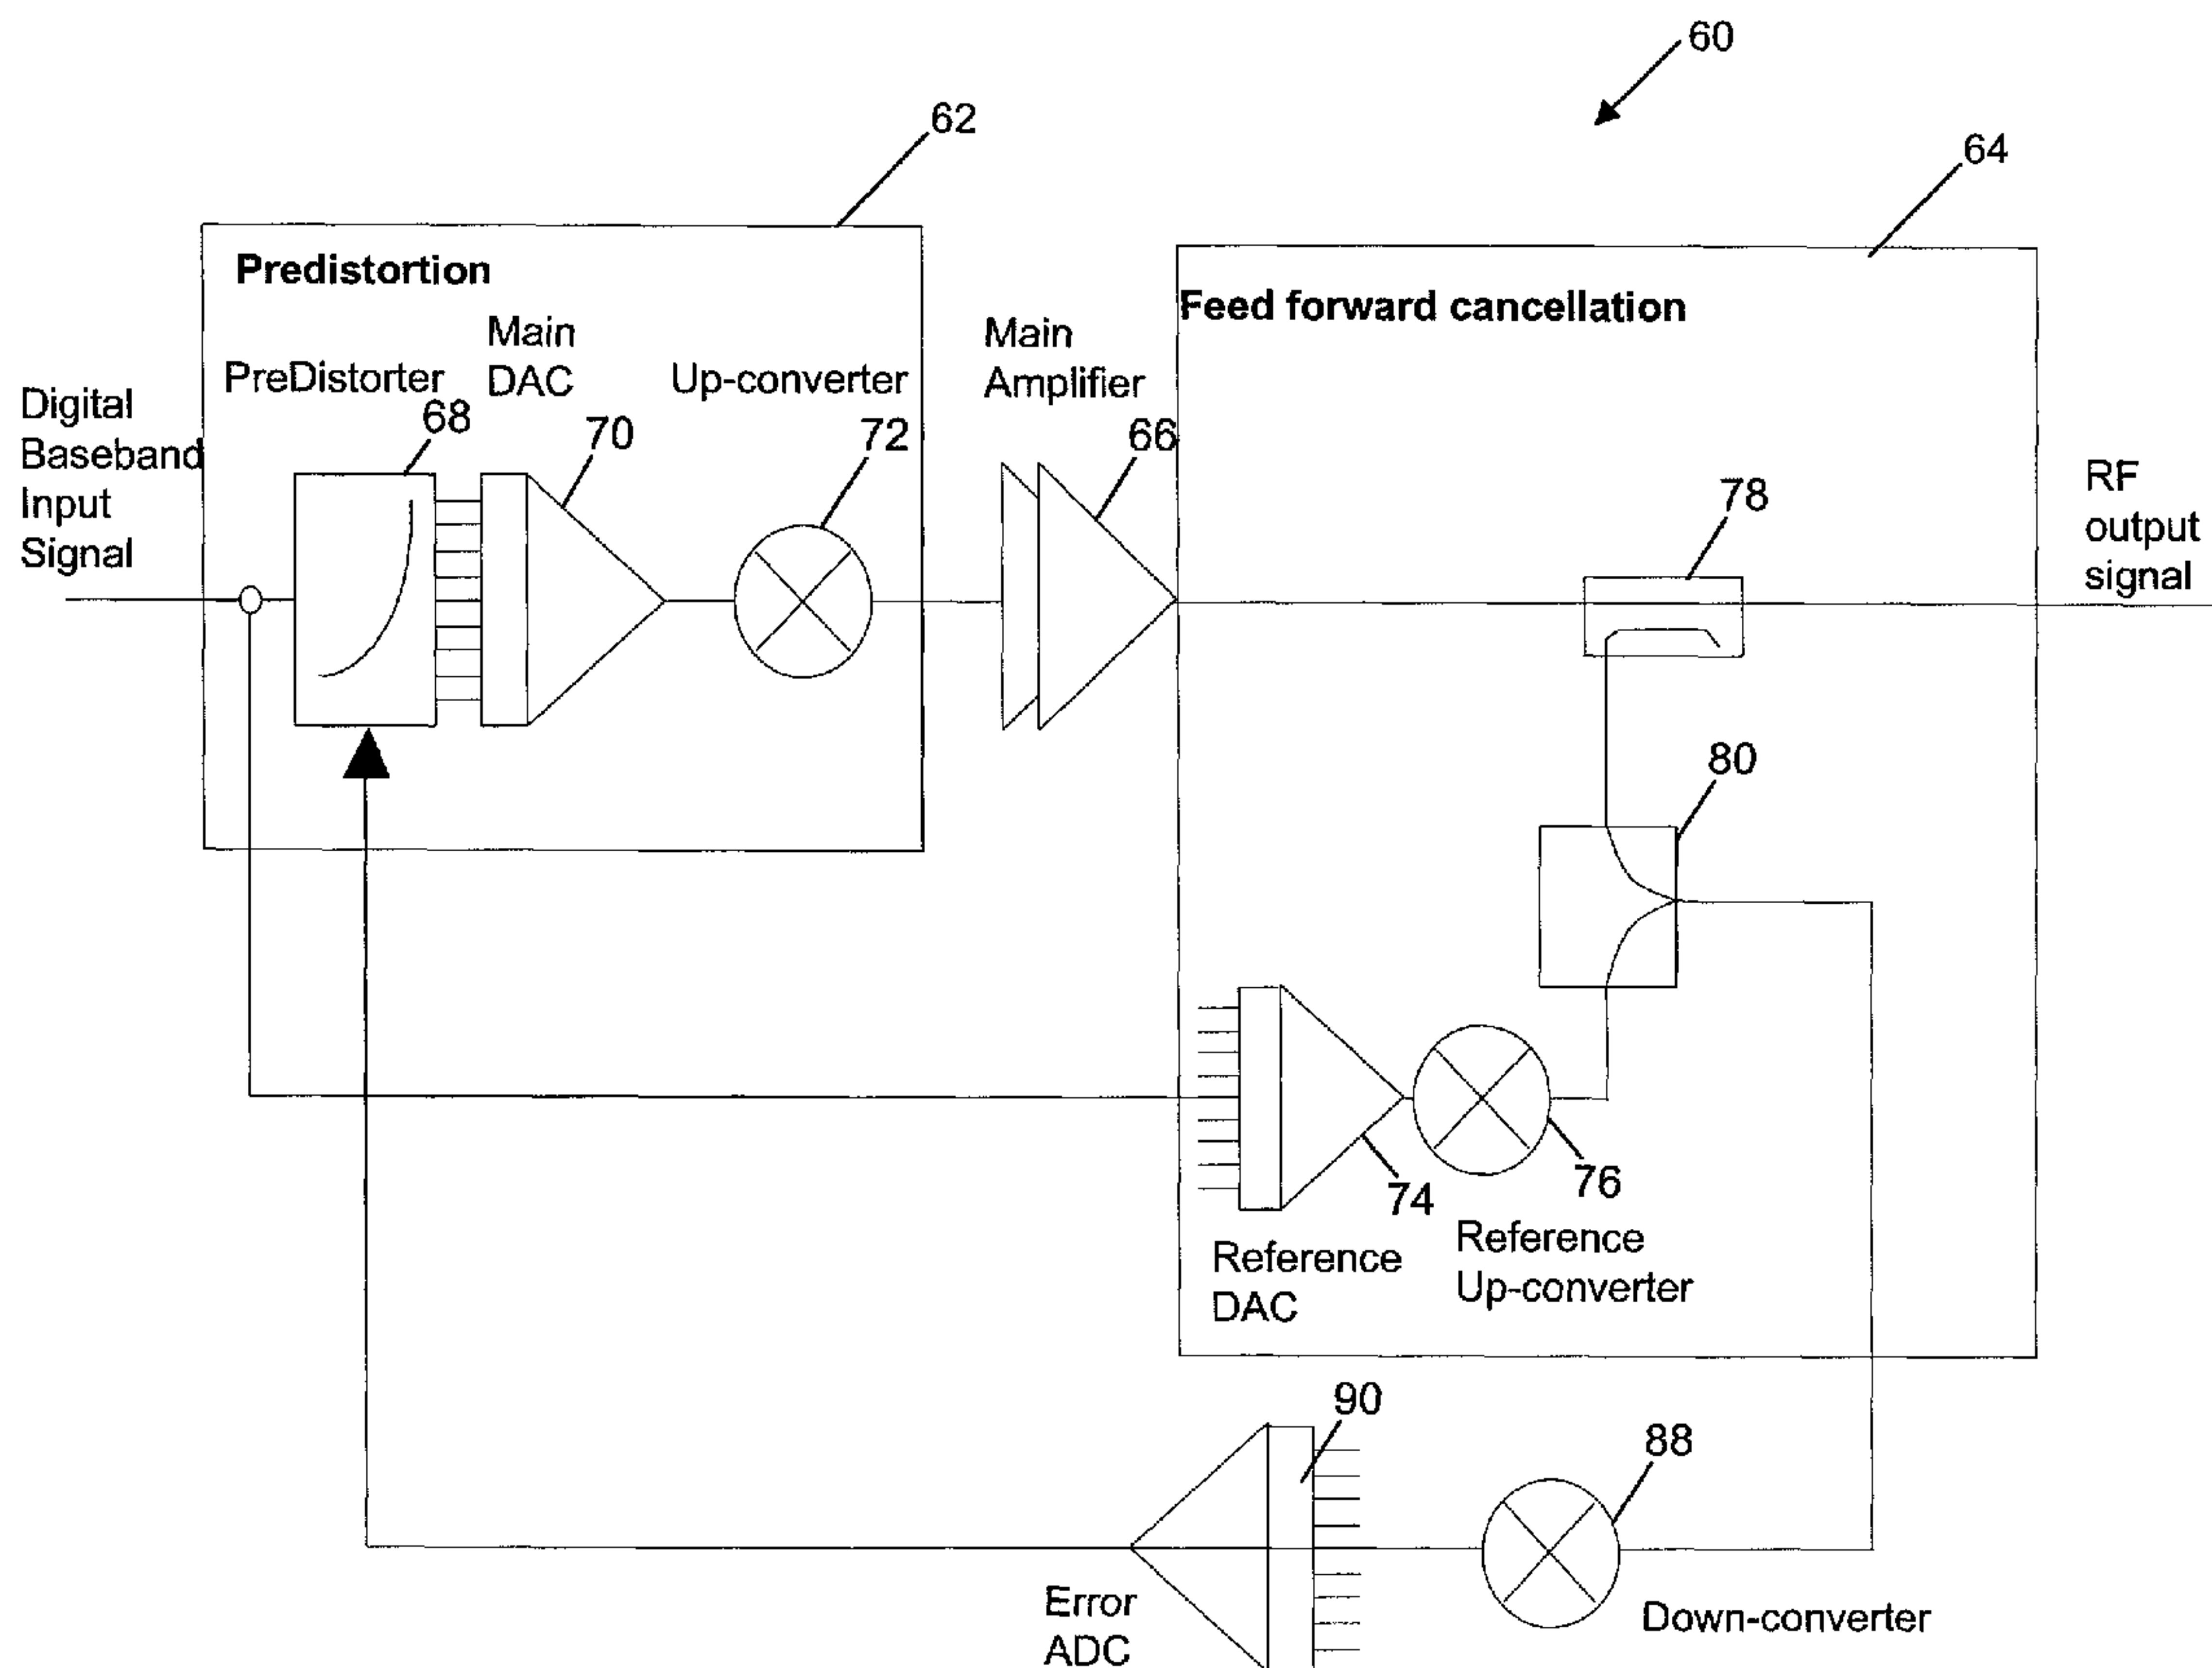 60
62
64
Predistortion
Feed forward cancellation
Main
DAC
Main
Amplifier
PreDistorter
Up-converter
Digital
Baseband
Input
Signal
68
70
72
66
78
RF
output
signal
80
74
76
Reference
DAC
Reference
Up-converter
90
88
Error
ADC
Down-converter